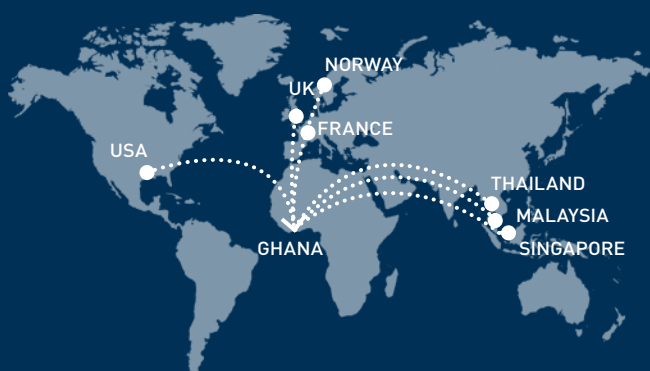 NORWAY
UK
FRANCE
USA
THAILAND
MALAYSIA
GHANA
SINGAPORE